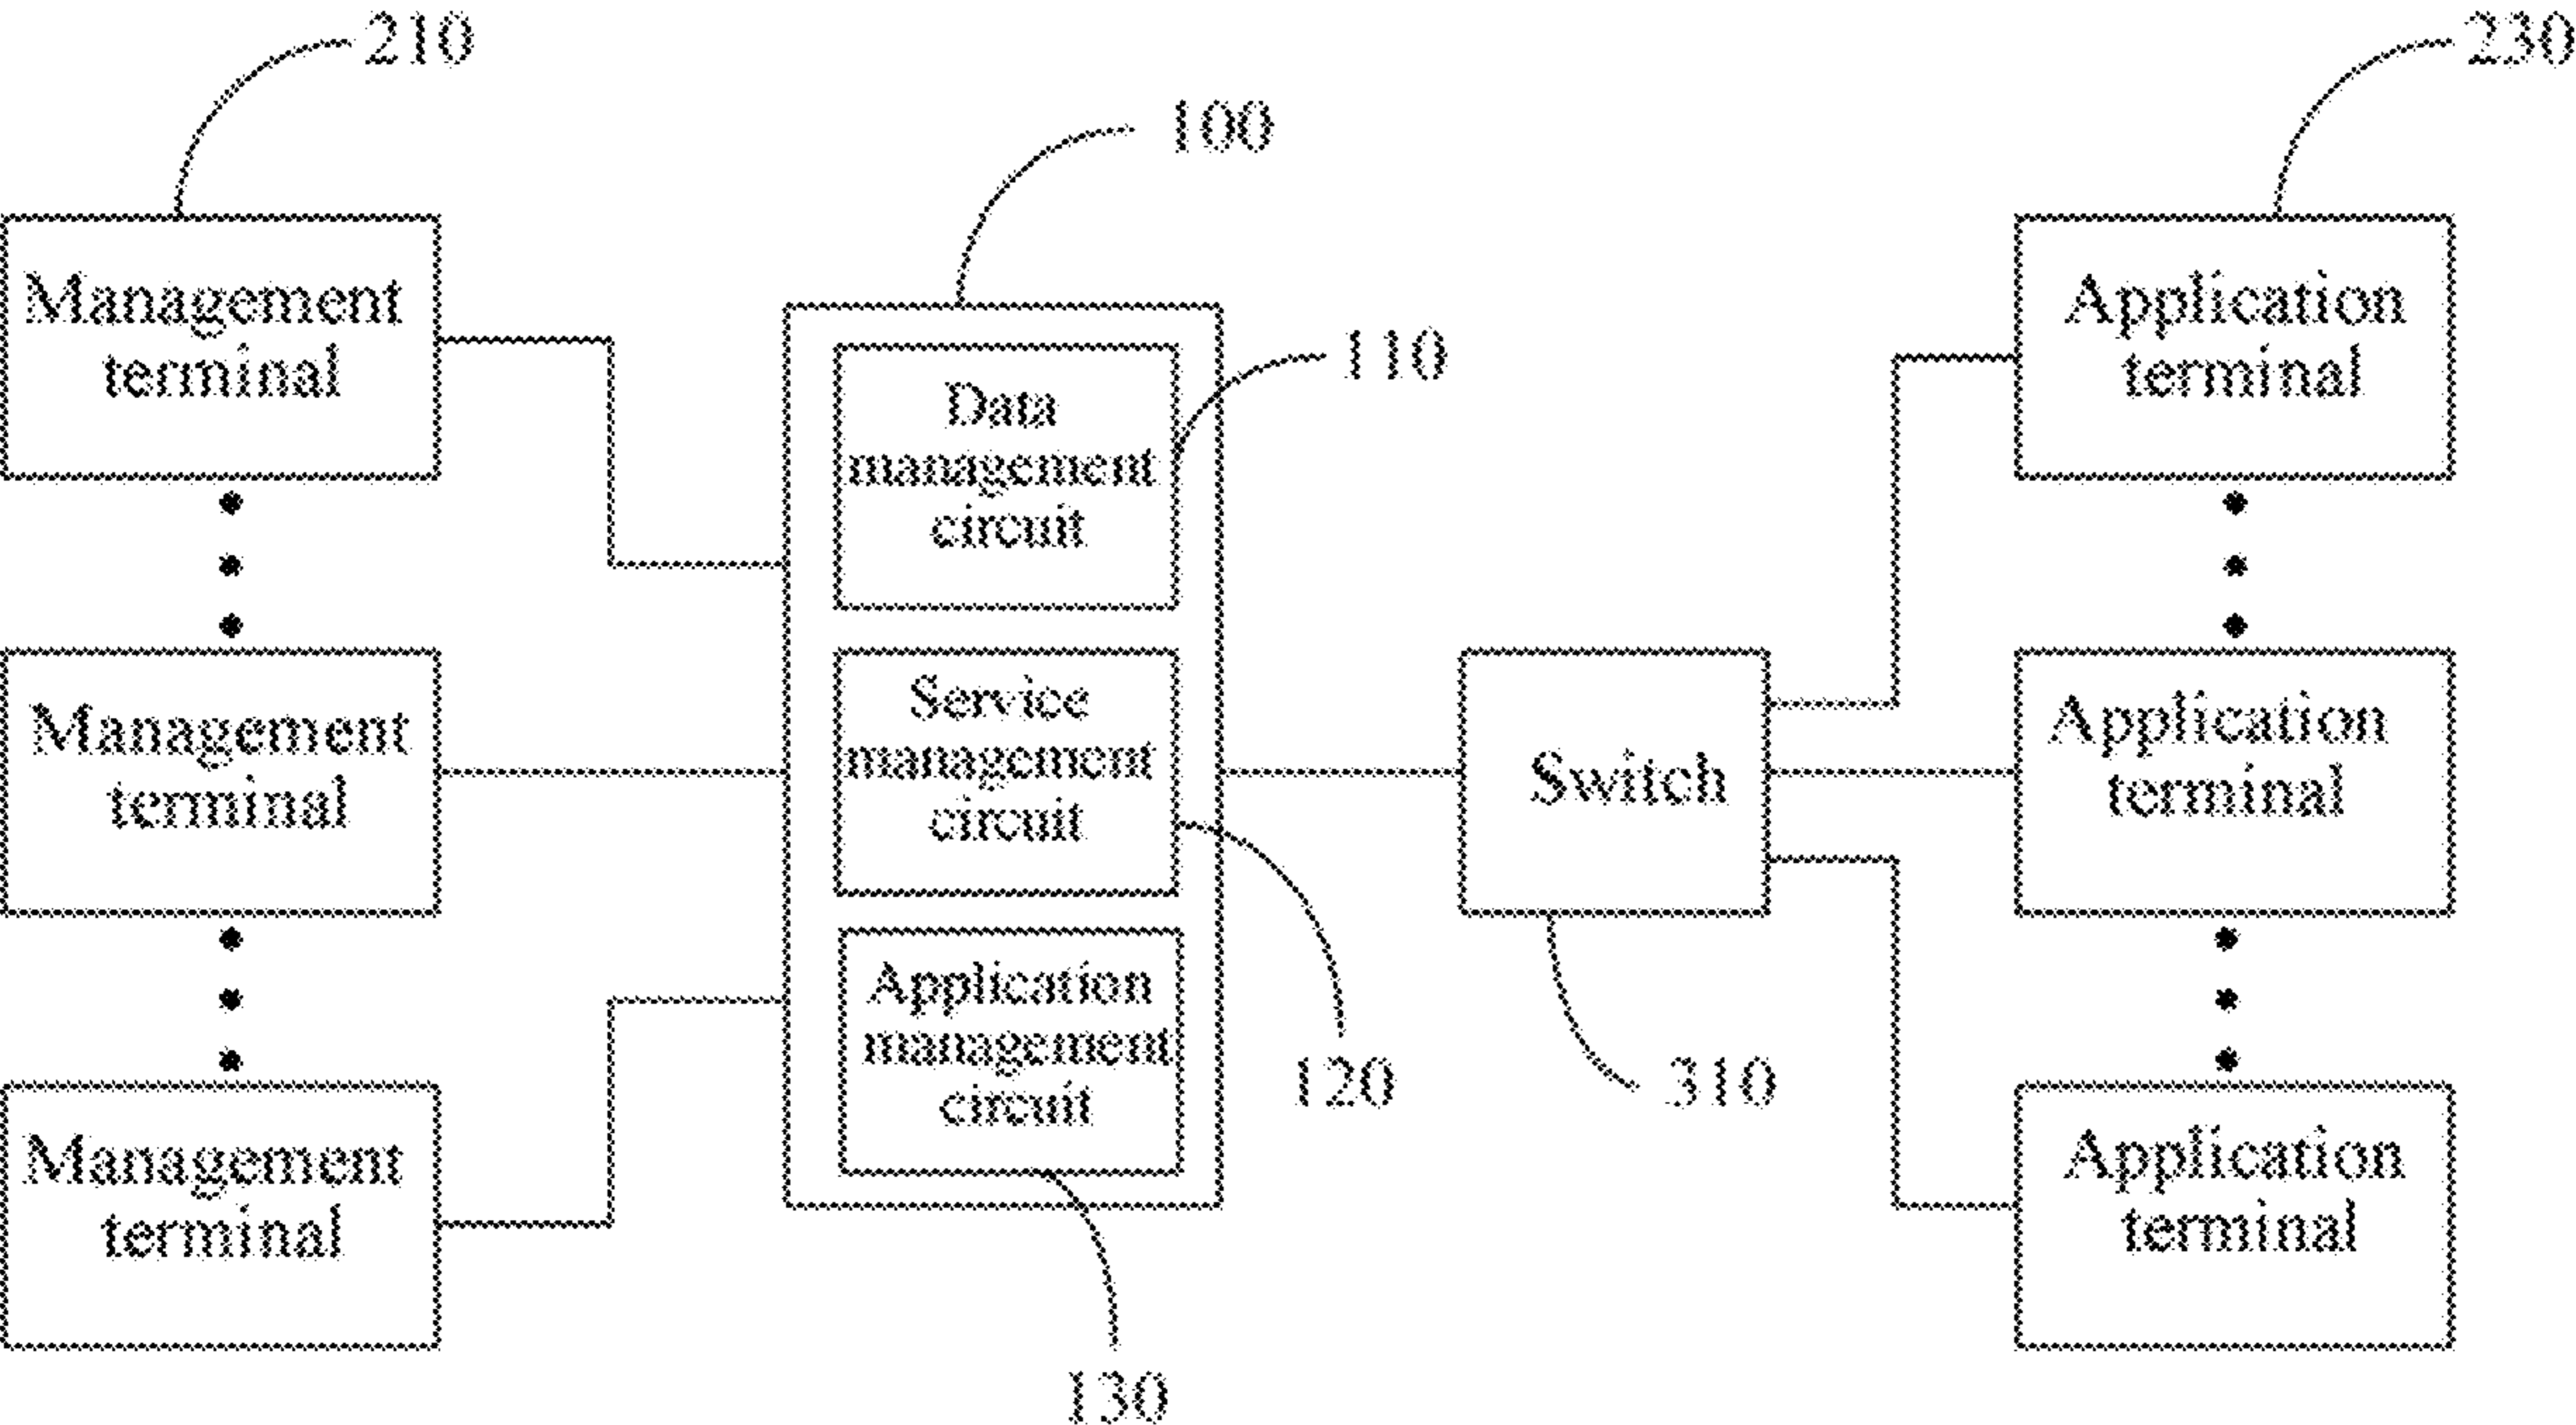 210
230
100
Management
terminal
Application
terminal
110
Data
management
circuit
Management
terminal
Service
management
circuit
Switch
Application
terminal
Application
management
circuit
120
310
Management
terminal
Application
terminal
130